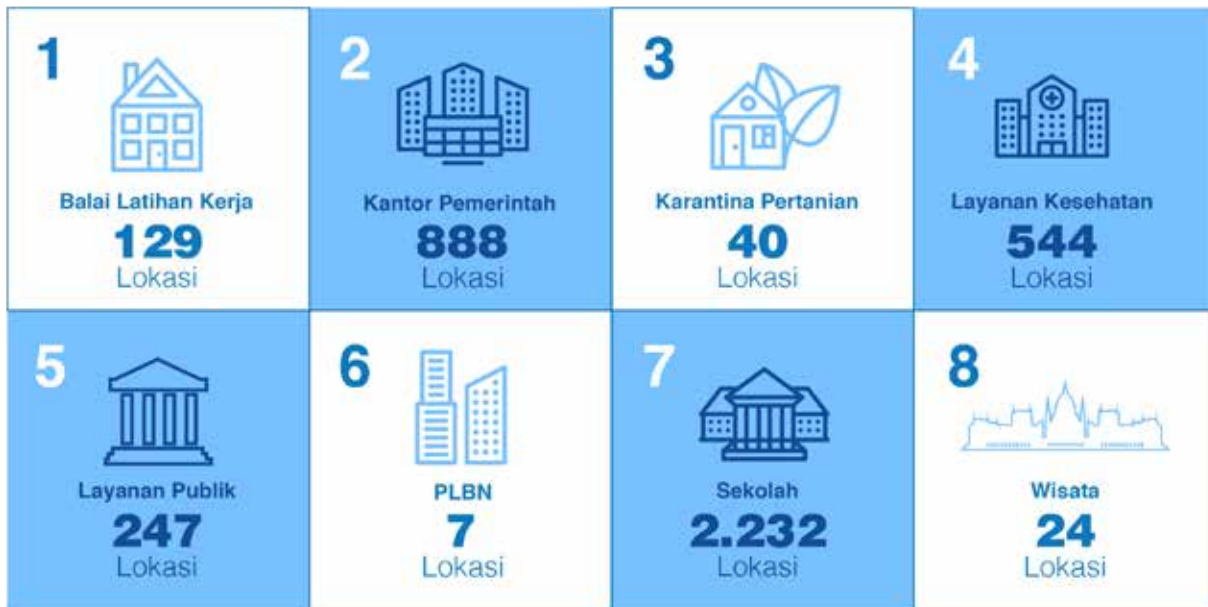 1
Balai Latihan Kerja
129
Lokasi
2
Kantor Pemerintah
888
Lokasi
3
Karantina Pertanian
40
Lokasi
4
Layanan Kesehatan
544
Lokasi
5
Layanan Publik
247
Lokasi
6
PLBN
7
Lokasi
7
Sekolah
2.232
Lokasi
8
Wisata
24
Lokasi